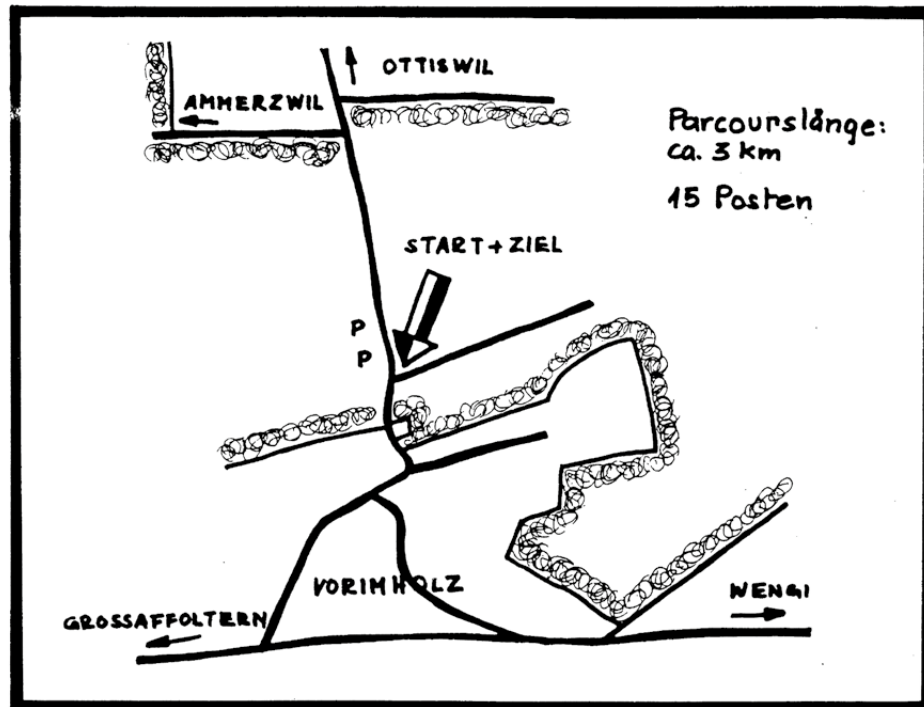 OTTISWIL
AMMERZWIL
Parcourslänge:
ca. 3 km
15 Posten
START + ZIEL
P
P
VORIMHOLZ
WENGI
GROSSAFFOLTERN